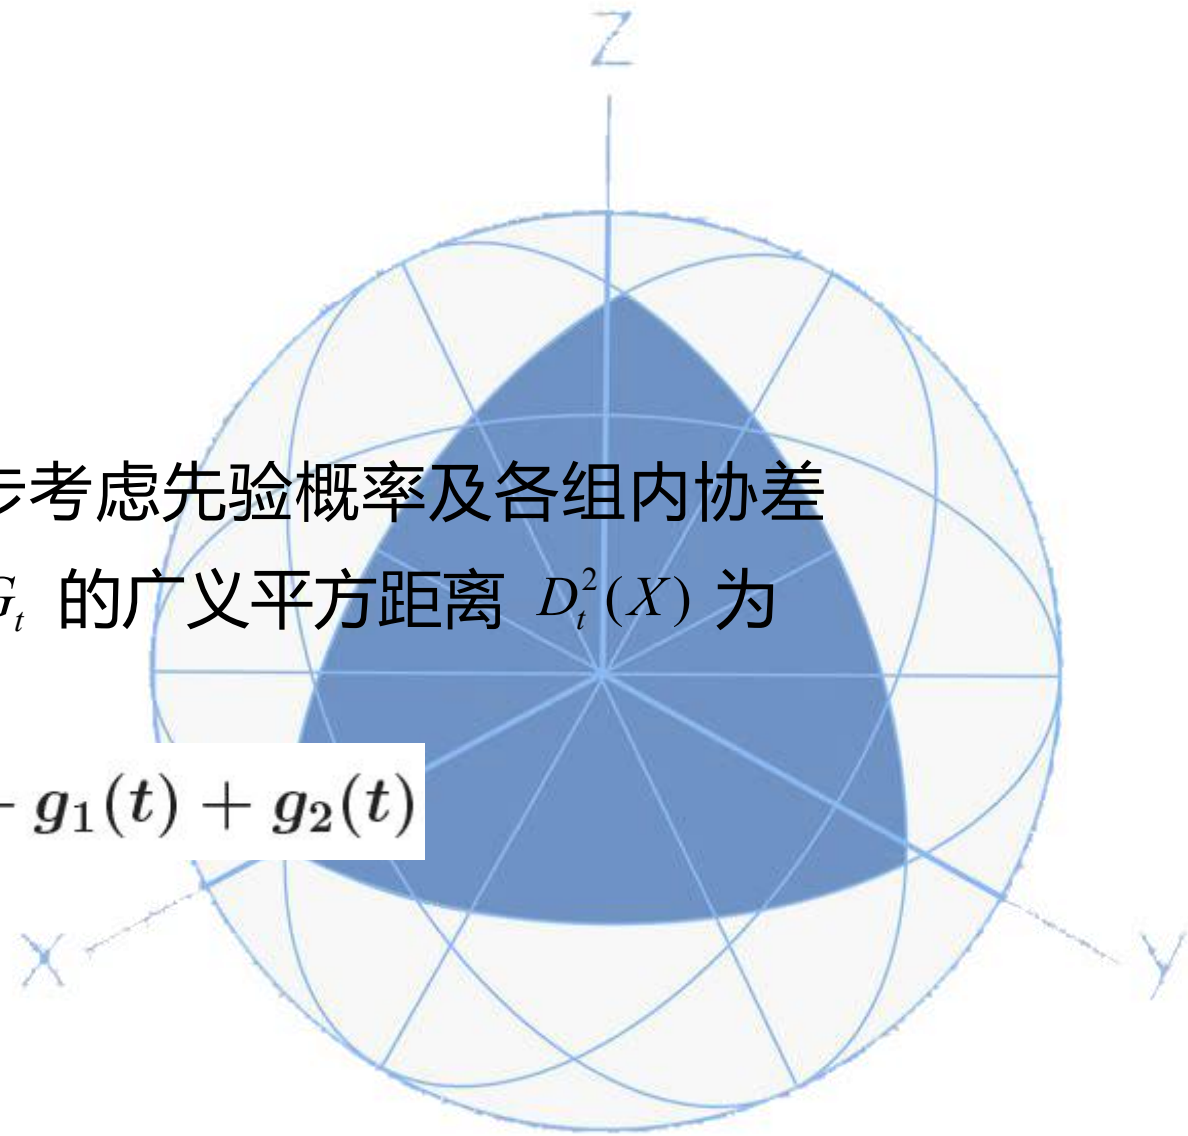 Z
步考虑先验概率及各组内协差
G_t 的广义平方距离 D_t^2(X) 为
g_1(t) + g_2(t)
X
Y